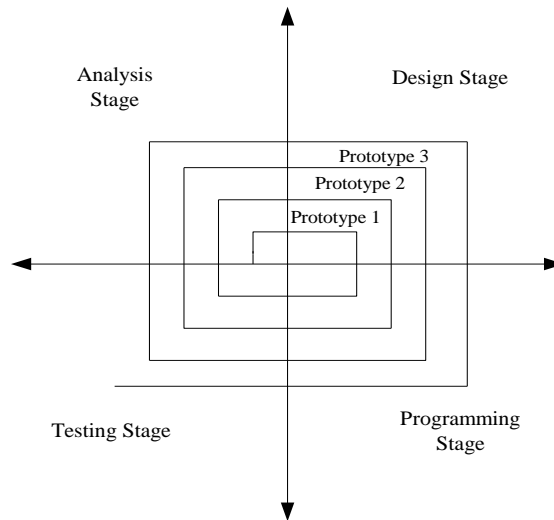 Analysis
Stage
Design Stage
Prototype 3
Prototype 2
Prototype 1
Testing Stage
Programming
Stage